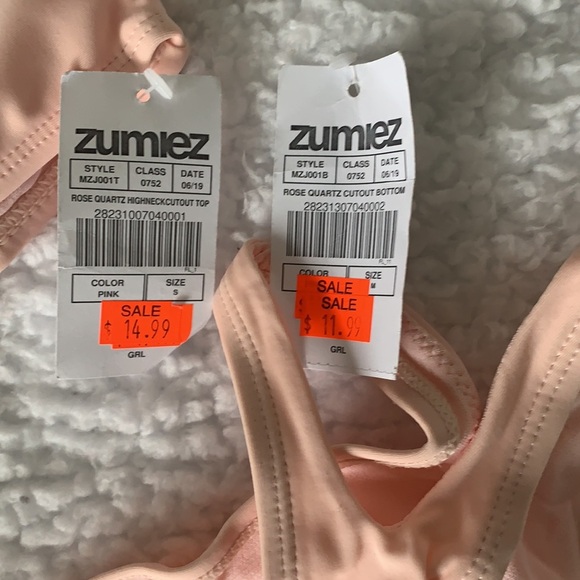 zumiez
STYLE CLASS DATE
MZJ001T 0752 06/19
ROSE QUARTZ HIGHNECKCUTOUT TOP
28231007040001
COLOR SIZE
PINK S
SALE
$ 14.99
GRL
zumiez
STYLE CLASS DATE
MZJ001B 0752 06/19
ROSE QUARTZ CUTOUT BOTTOM
28231307040002
COLOR SIZE
M
SALE
SALE
$ 11.99
GRL